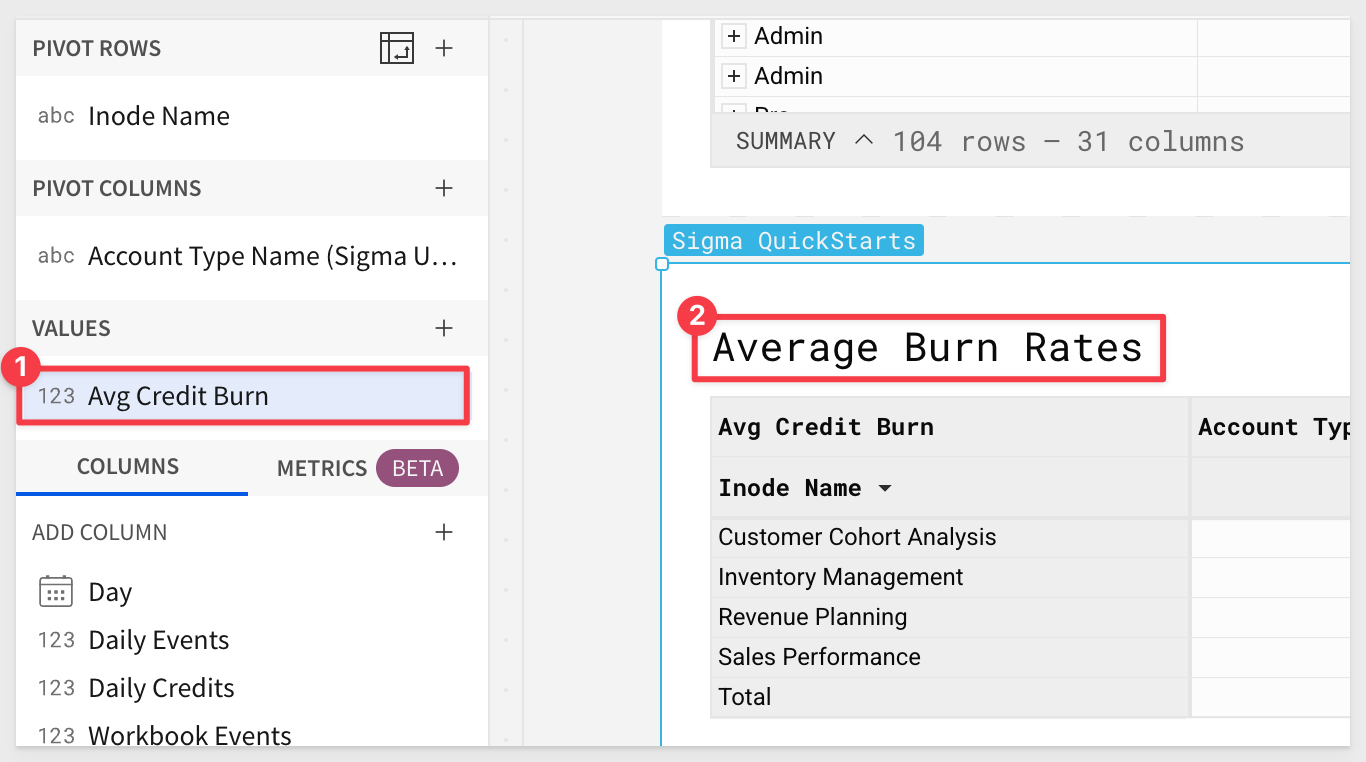 PIVOT ROWS
abc Inode Name
PIVOT COLUMNS
abc Account Type Name (Sigma U...
VALUES
1
123 Avg Credit Burn
COLUMNS METRICS BETA
ADD COLUMN
Day
123 Daily Events
123 Daily Credits
123 Workbook Events
Admin
Admin
SUMMARY 104 rows – 31 columns
Sigma QuickStarts
2
Average Burn Rates
Avg Credit Burn Account Typ
Inode Name
Customer Cohort Analysis
Inventory Management
Revenue Planning
Sales Performance
Total